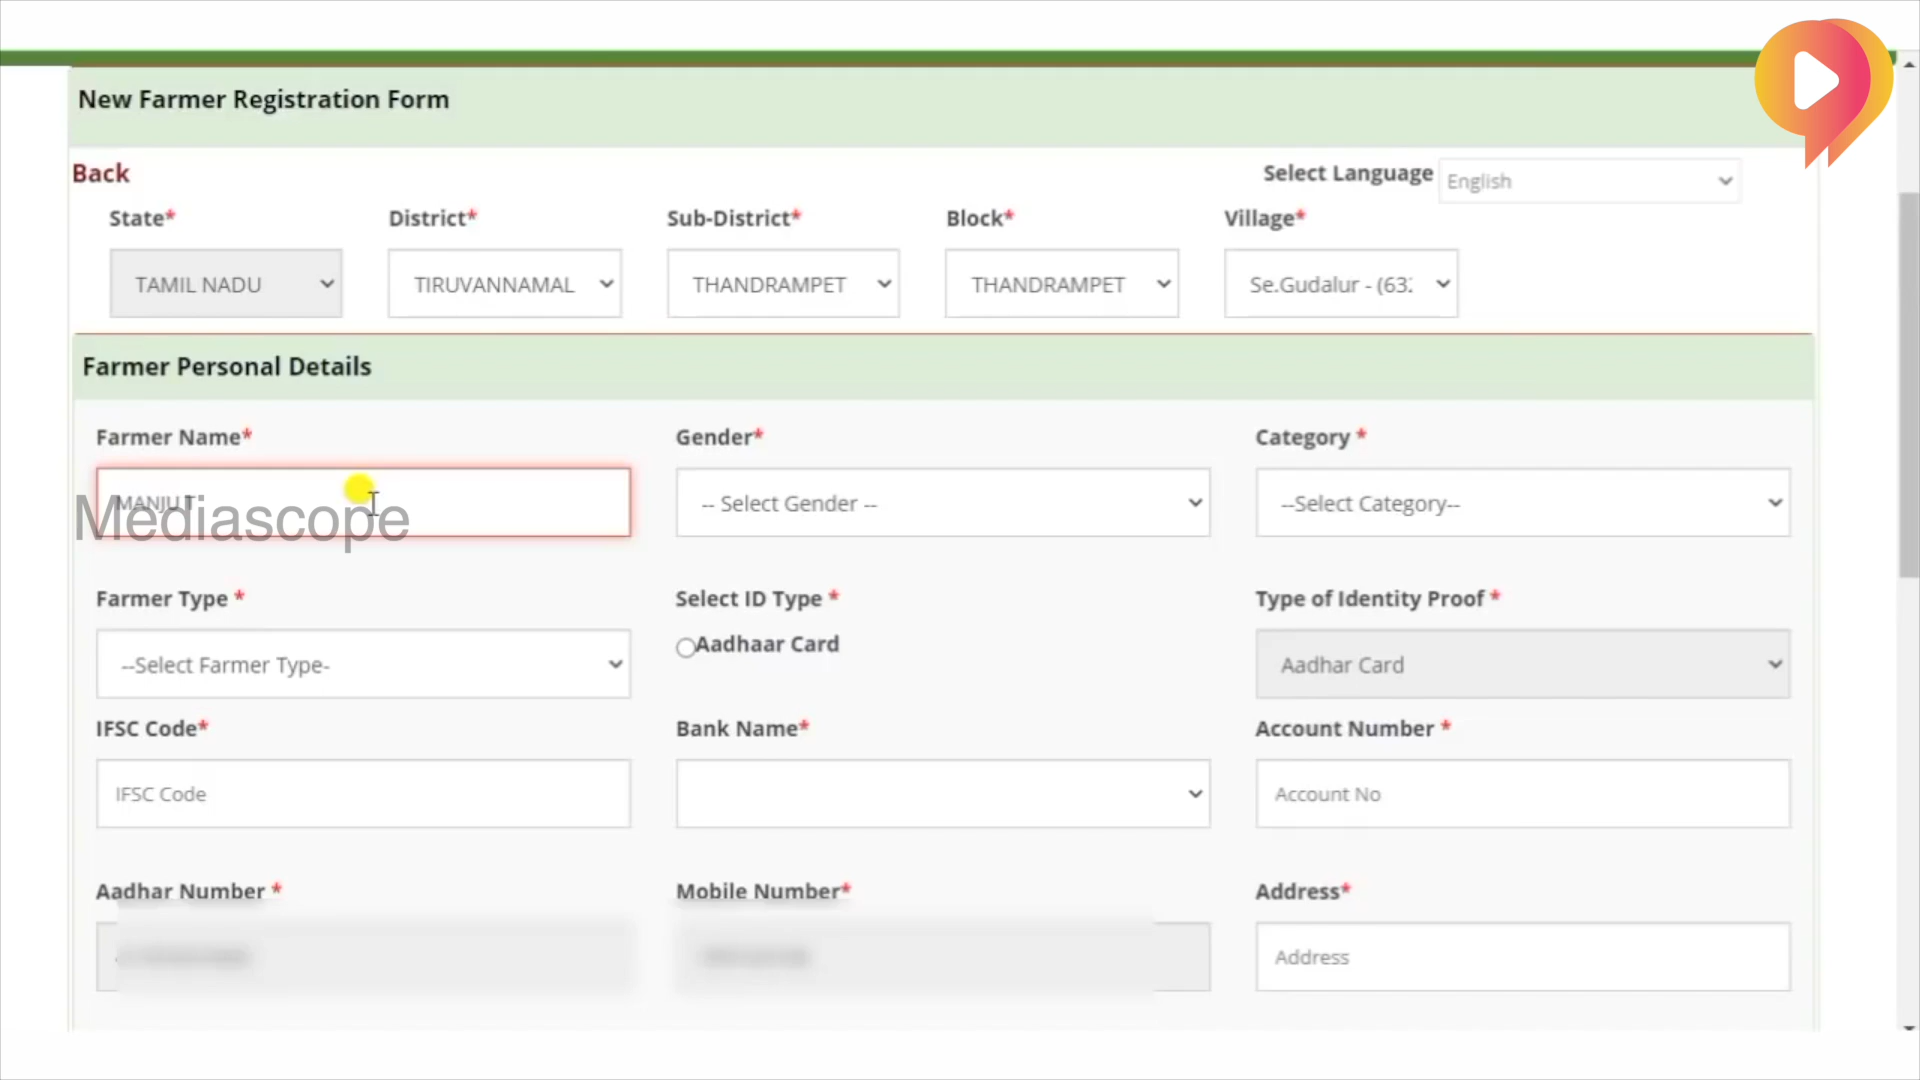 New Farmer Registration Form
Back
Select Language English
State* District* Sub-District* Block* Village*
TAMIL NADU TIRUVANNAMAL THANDRAMPET THANDRAMPET Se.Gudalur - (63
Farmer Personal Details
Farmer Name* Gender* Category *
MANJU T -- Select Gender -- --Select Category--
Mediascope
Farmer Type * Select ID Type * Type of Identity Proof *
Aadhaar Card
--Select Farmer Type- Aadhar Card
IFSC Code* Bank Name* Account Number *
IFSC Code Account No
Aadhar Number * Mobile Number* Address*
Address